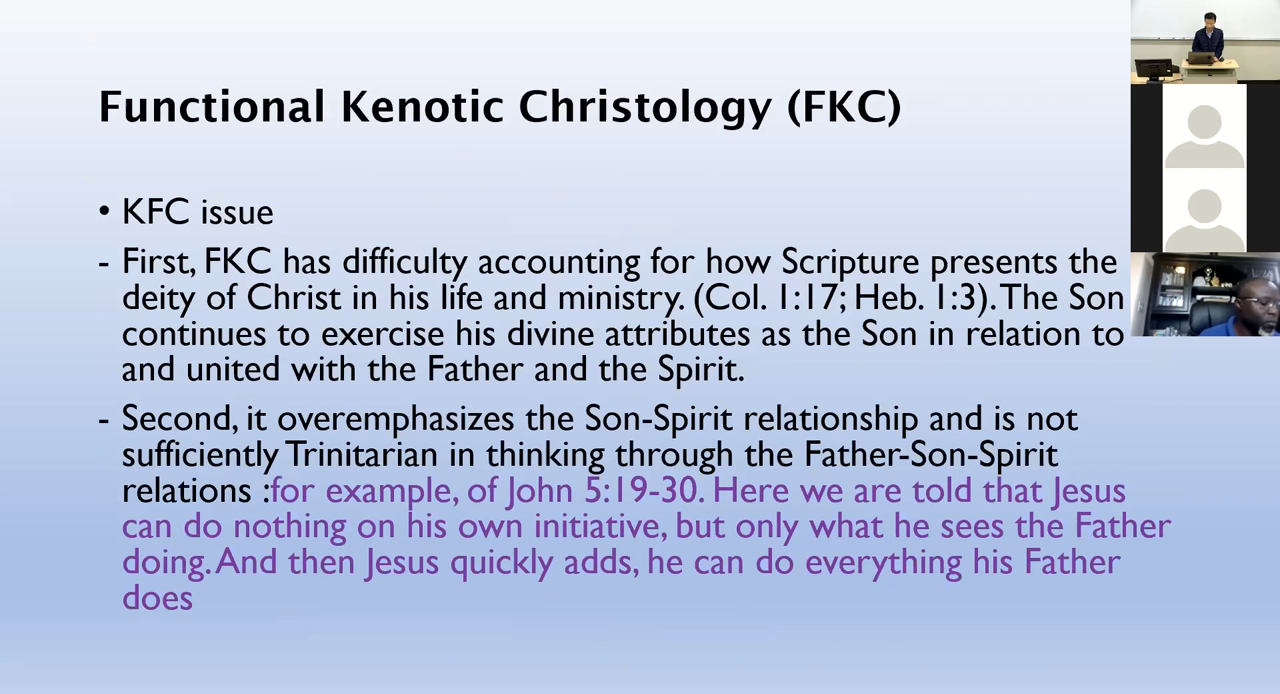 Functional Kenotic Christology (FKC)
• KFC issue
- First, FKC has difficulty accounting for how Scripture presents the
deity of Christ in his life and ministry. (Col. 1:17; Heb. 1:3). The Son
continues to exercise his divine attributes as the Son in relation to
and united with the Father and the Spirit.
- Second, it overemphasizes the Son-Spirit relationship and is not
sufficiently Trinitarian in thinking through the Father-Son-Spirit
relations :for example, of John 5:19-30. Here we are told that Jesus
can do nothing on his own initiative, but only what he sees the Father
doing. And then Jesus quickly adds, he can do everything his Father
does